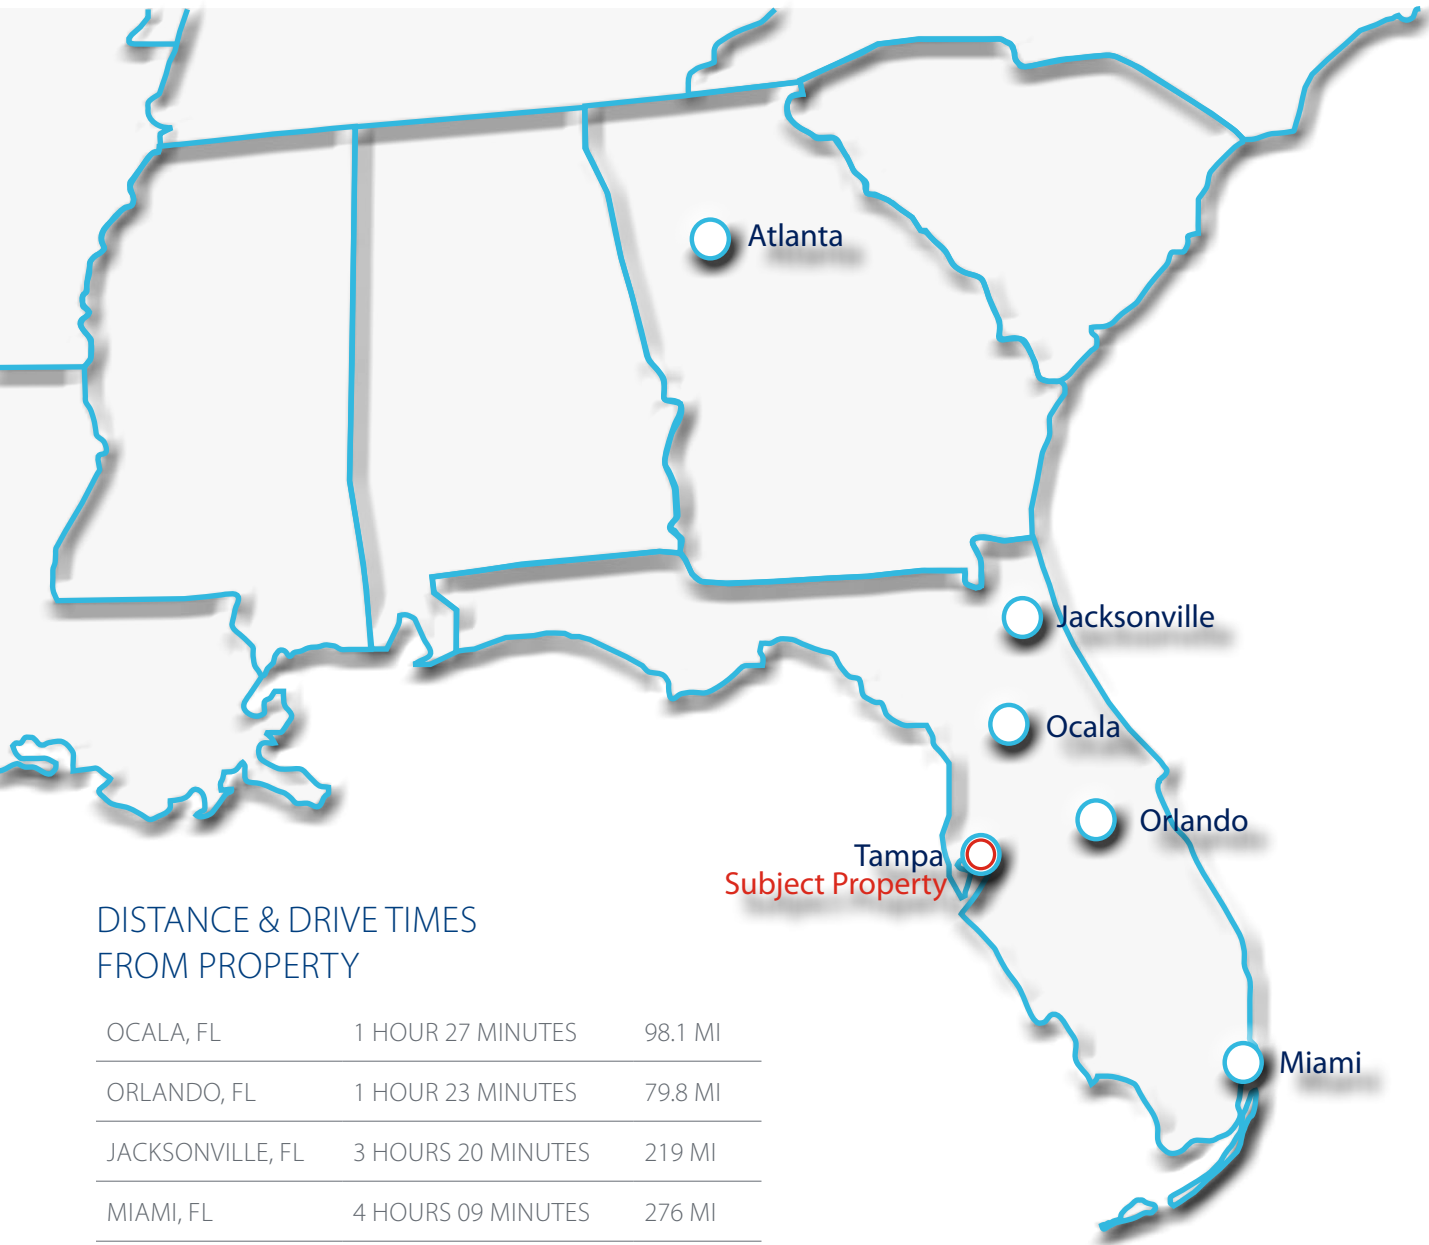 Atlanta
Jacksonville
Ocala
Orlando
Tampa
Subject Property
Miami
DISTANCE & DRIVE TIMES
FROM PROPERTY
OCALA, FL 1 HOUR 27 MINUTES 98.1 MI
ORLANDO, FL 1 HOUR 23 MINUTES 79.8 MI
JACKSONVILLE, FL 3 HOURS 20 MINUTES 219 MI
MIAMI, FL 4 HOURS 09 MINUTES 276 MI